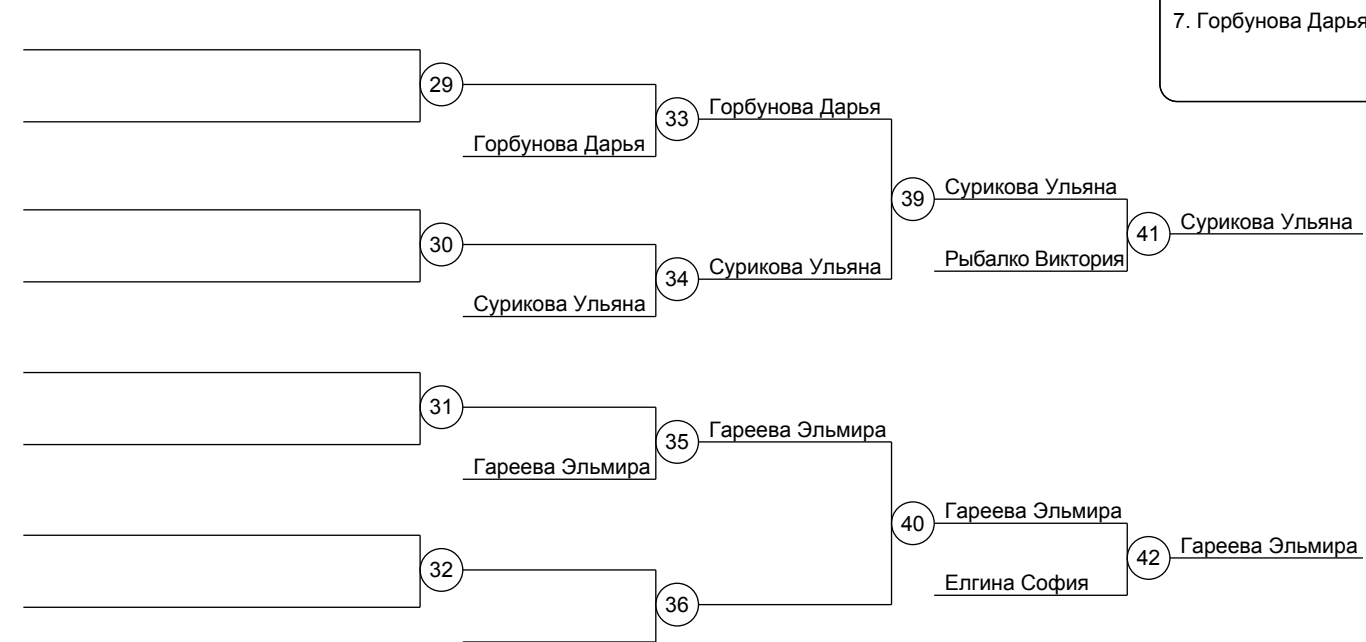 7. Горбунова Дарья
29
33 Горбунова Дарья
Горбунова Дарья
39 Сурикова Ульяна
41 Сурикова Ульяна
30
34 Сурикова Ульяна
Рыбалко Виктория
Сурикова Ульяна
31
35 Гареева Эльмира
Гареева Эльмира
40 Гареева Эльмира
42 Гареева Эльмира
32
Елгина София
36